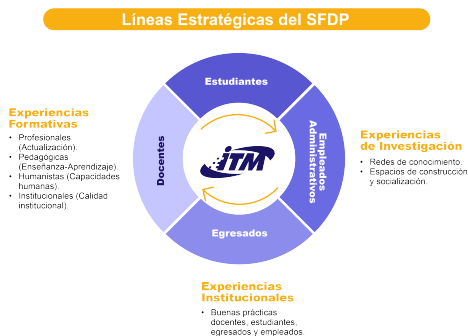 Líneas Estratégicas del SFDP
Estudiantes
Experiencias
Formativas
• Profesionales
(Actualización).
• Pedagógicas
(Enseñanza-Aprendizaje).
• Humanistas (Capacidades
humanas).
• Institucionales (Calidad
institucional).
Docentes
iTM
Empleados
Administrativos
Experiencias
de Investigación
• Redes de conocimiento.
• Espacios de construcción
y socialización.
Egresados
Experiencias
Institucionales
• Buenas prácticas
docentes, estudiantes,
egresados y empleados.